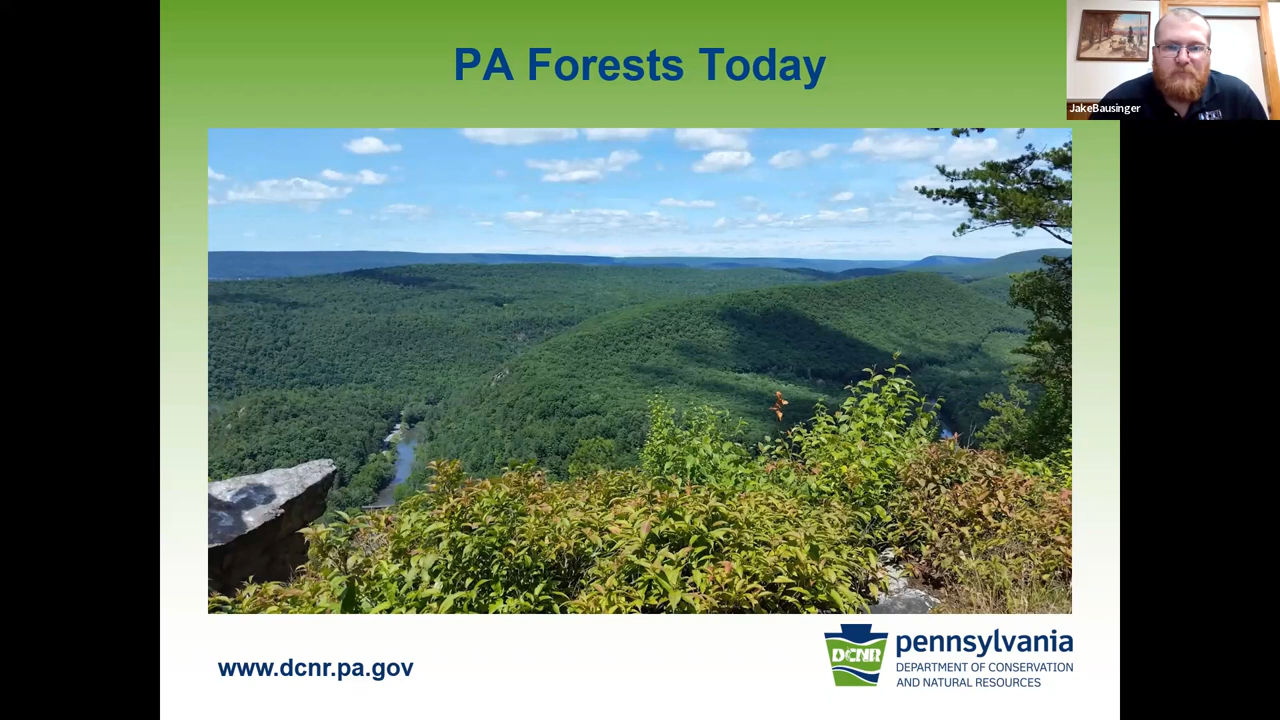 PA Forests Today
JakeBausinger
www.dcnr.pa.gov
DCNR
pennsylvania
DEPARTMENT OF CONSERVATION
AND NATURAL RESOURCES